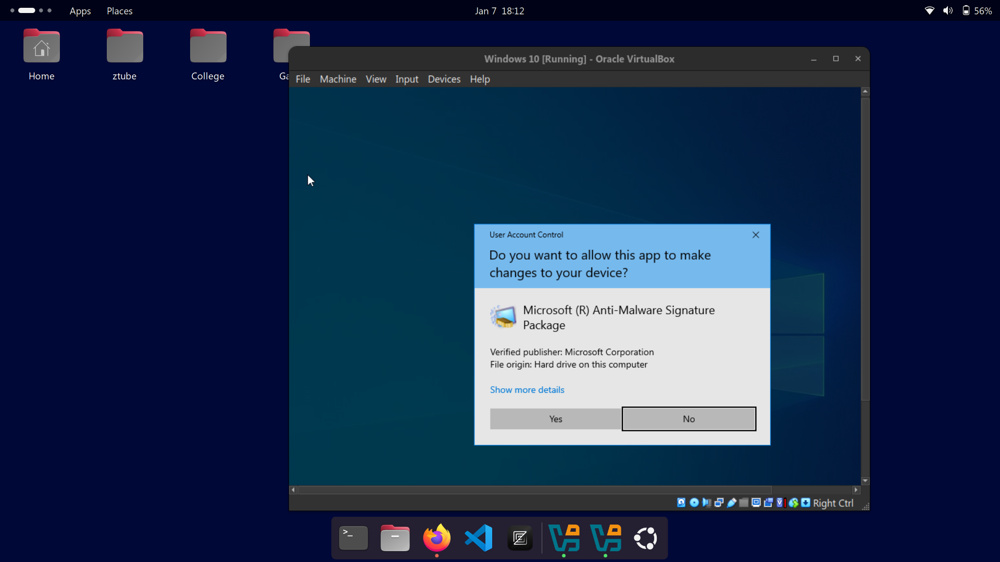 Apps Places Jan 7 18:12 56%
Home ztube College Ga
Windows 10 [Running] - Oracle VirtualBox
File Machine View Input Devices Help
User Account Control
Do you want to allow this app to make
changes to your device?
Microsoft (R) Anti-Malware Signature
Package
Verified publisher: Microsoft Corporation
File origin: Hard drive on this computer
Show more details
Yes No
Right Ctrl